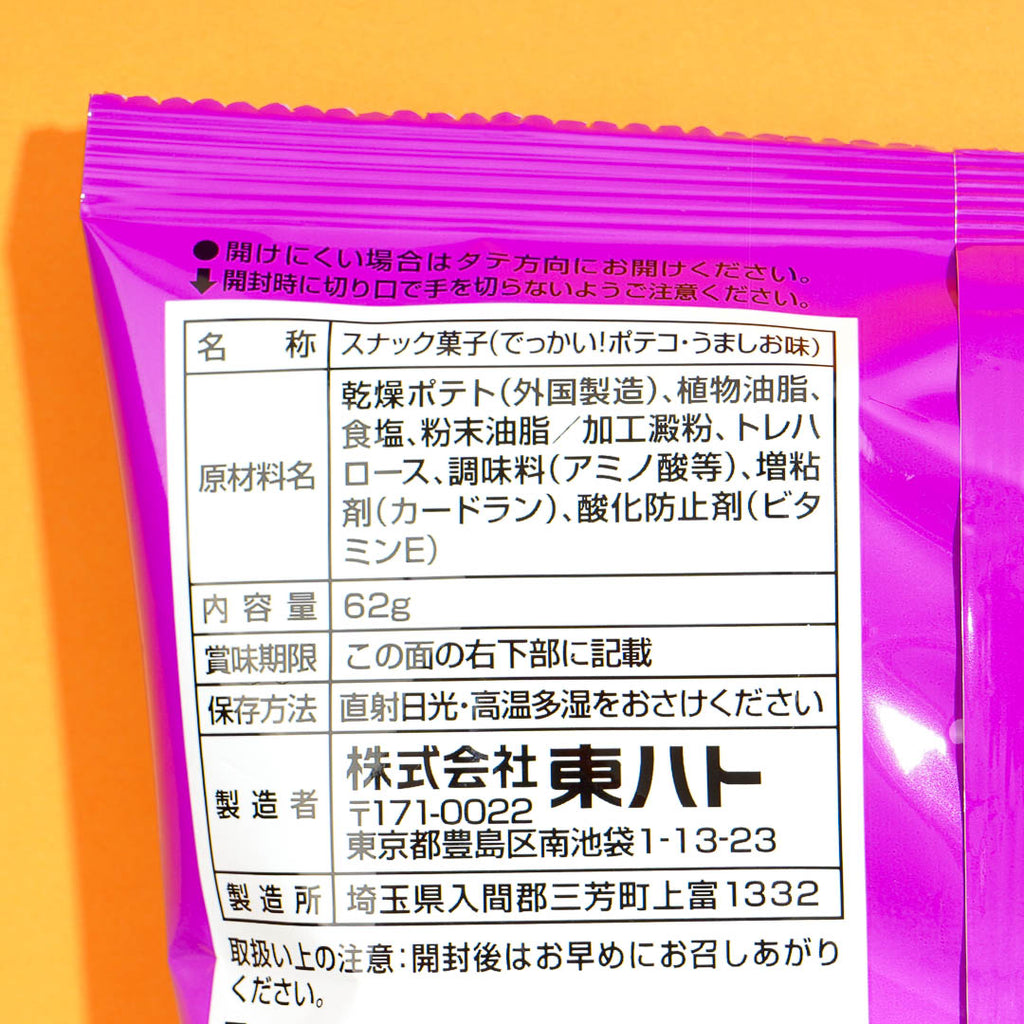 ●開けにくい場合はタテ方向にお開けください。
⬇開封時に切り口で手を切らないようご注意ください。
名称 スナック菓子(でっかい!ポテコ・うましお味)
原材料名 乾燥ポテト(外国製造)、植物油脂、
食塩、粉末油脂/加工澱粉、トレハ
ロース、調味料(アミノ酸等)、増粘
剤(カードラン)、酸化防止剤(ビタ
ミンE)
内容量 62g
賞味期限 この面の右下部に記載
保存方法 直射日光・高温多湿をおさけください
製造者 株式会社 東ハト
〒171-0022
東京都豊島区南池袋1-13-23
製造所 埼玉県入間郡三芳町上富1332
取扱い上の注意:開封後はお早めにお召しあがり
ください。